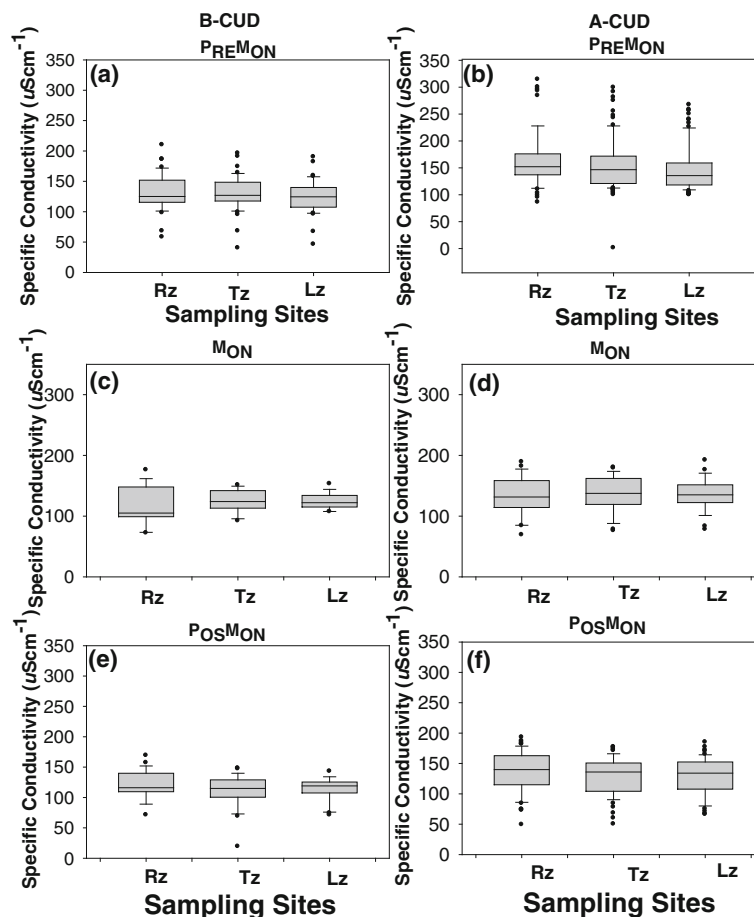 B-CUD
PREMON
(a)
Specific Conductivity (uScm-1)
350
300
250
200
150
100
50
0
Rz Tz Lz
Sampling Sites
A-CUD
PREMON
(b)
Specific Conductivity (uScm-1)
350
300
250
200
150
100
50
0
Rz Tz Lz
Sampling Sites
MON
(c)
Specific Conductivity (uScm-1)
300
200
100
0
Rz Tz Lz
MON
(d)
Specific Conductivity (uScm-1)
300
200
100
0
Rz Tz Lz
POSMON
(e)
Specific Conductivity (uScm-1)
350
300
250
200
150
100
50
0
Rz Tz Lz
Sampling Sites
POSMON
(f)
Specific Conductivity (uScm-1)
350
300
250
200
150
100
50
0
Rz Tz Lz
Sampling Sites